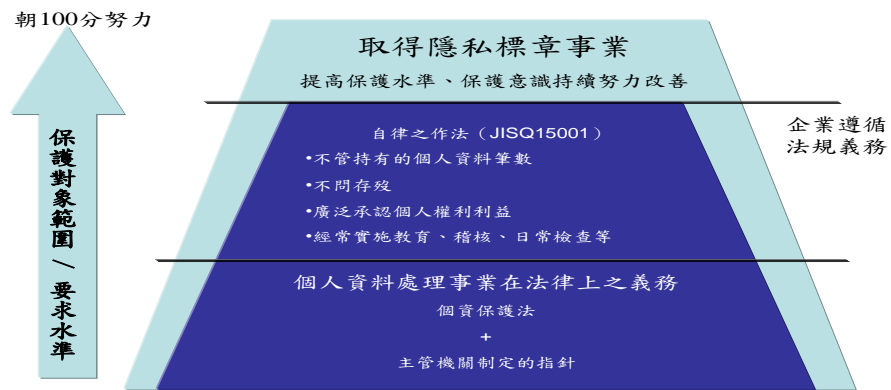 朝100分努力
取得隱私標章事業
提高保護水準、保護意識持續努力改善
企業遵循
法規義務
自律之作法（JISQ15001）
•不管持有的個人資料筆數
•不問存歿
•廣泛承認個人權利利益
•經常實施教育、稽核、日常檢查等
保護對象範圍／要求水準
個人資料處理事業在法律上之義務
個資保護法
+
主管機關制定的指針